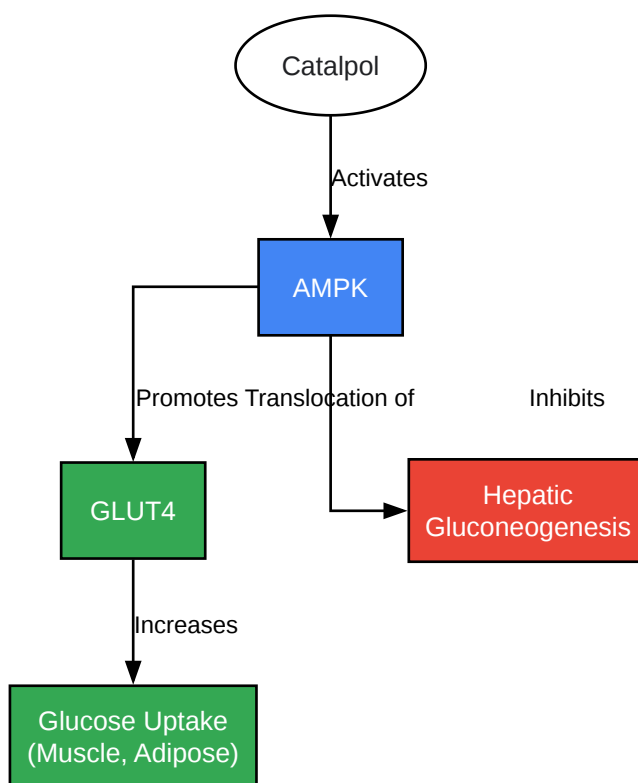 Catalpol
Activates
AMPK
Promotes Translocation of
Inhibits
GLUT4
Hepatic
Gluconeogenesis
Increases
Glucose Uptake
(Muscle, Adipose)